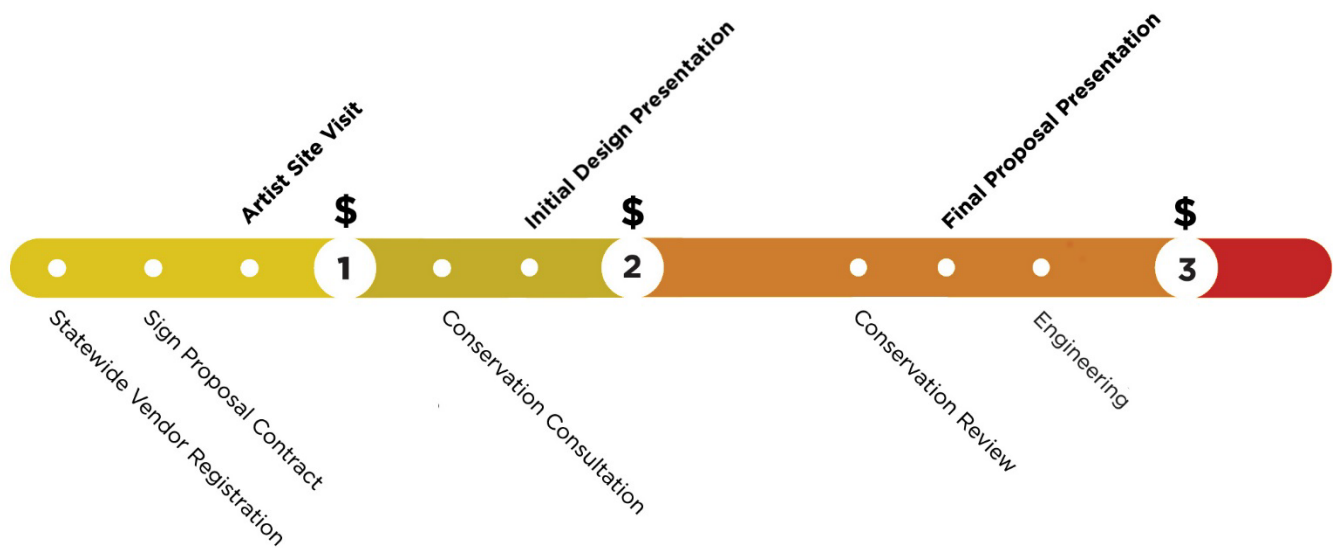 Artist Site Visit
Initial Design Presentation
Final Proposal Presentation
$
$
$
1
2
3
Statewide Vendor Registration
Sign Proposal Contract
Conservation Consultation
Conservation Review
Engineering